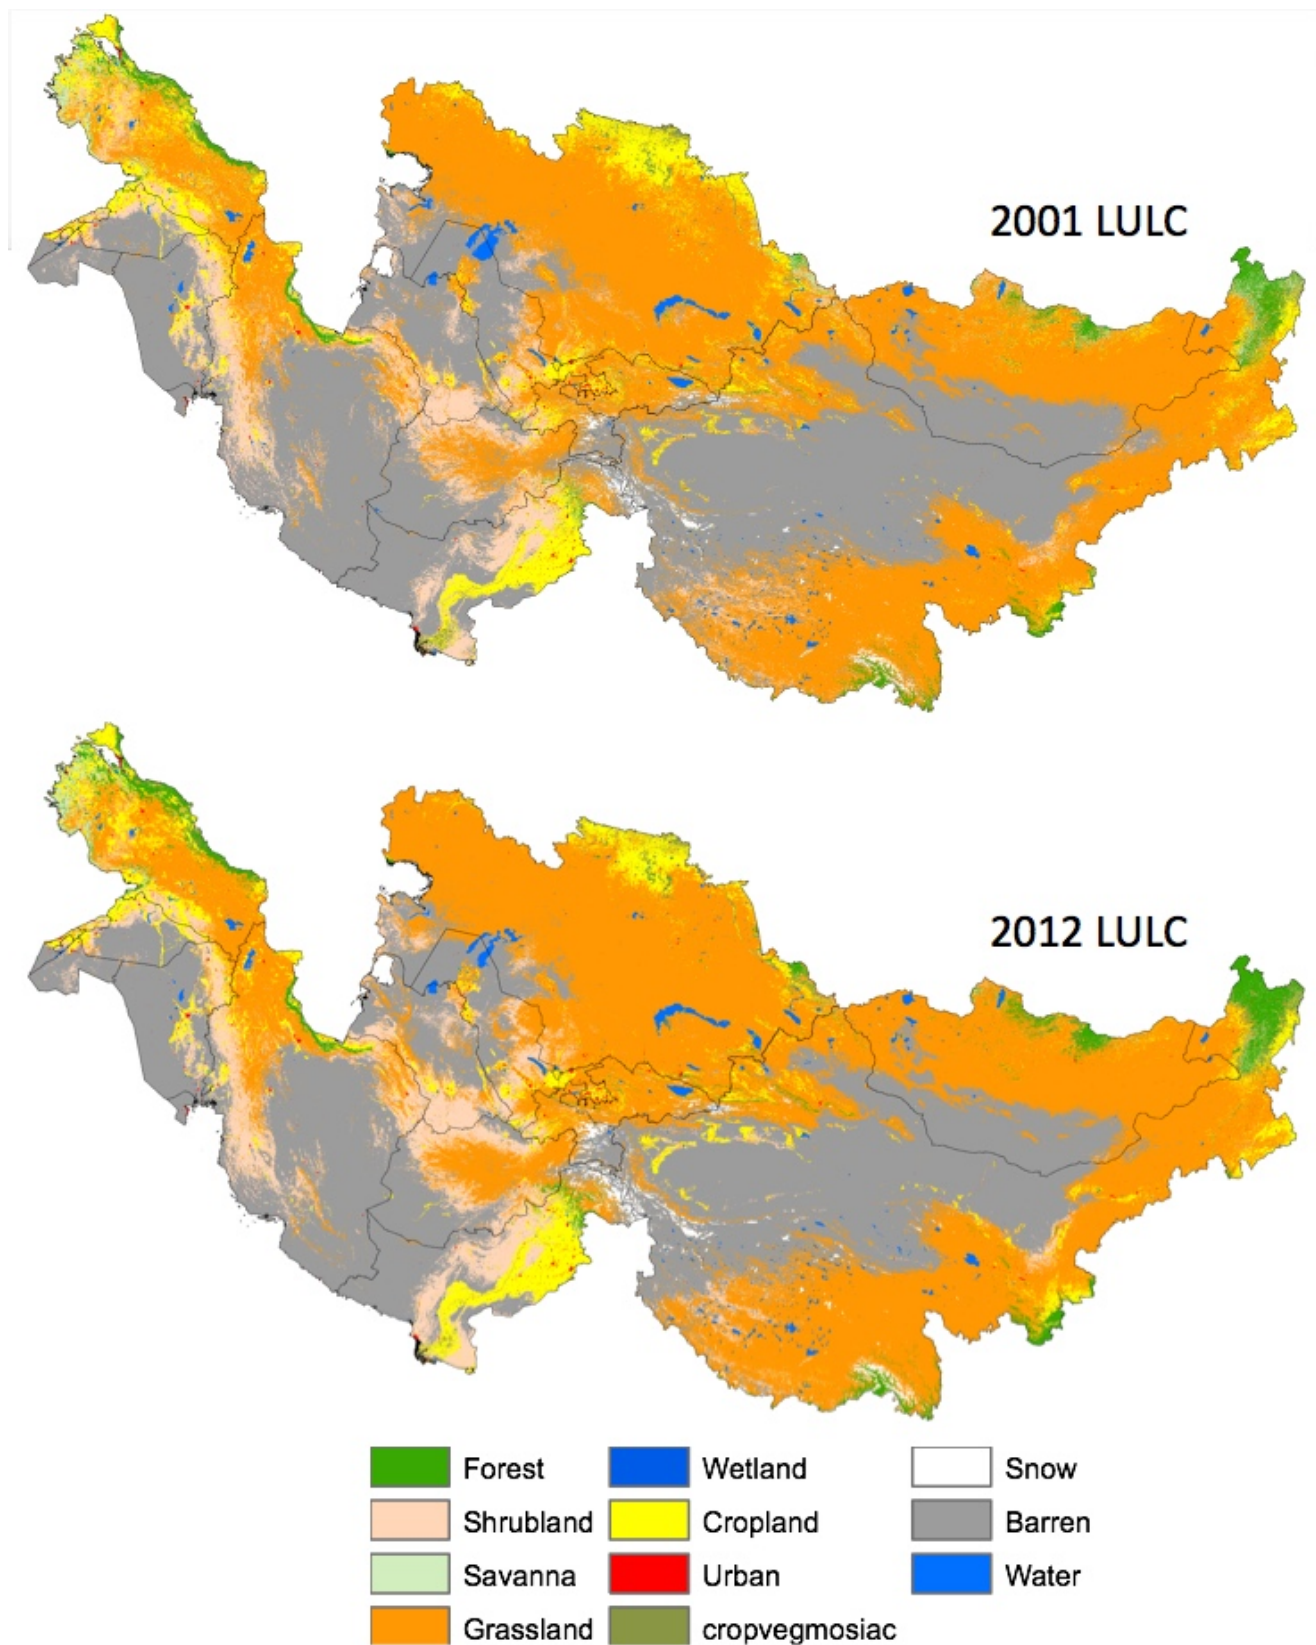 2001 LULC
2012 LULC
Forest Wetland Snow
Shrubland Cropland Barren
Savanna Urban Water
Grassland cropvegmosiac